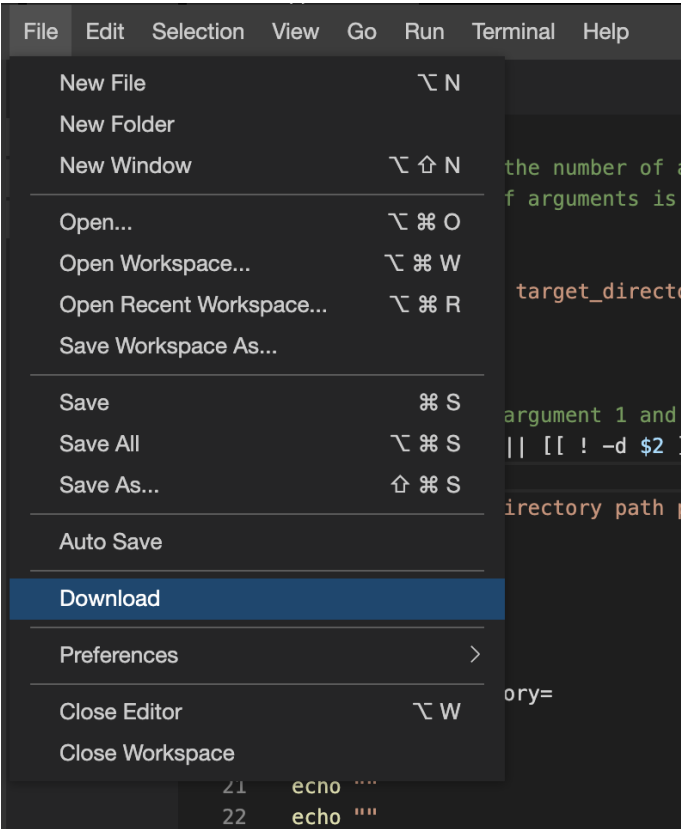 File Edit Selection View Go Run Terminal Help
New File ⌥ N
New Folder
New Window ⌥ ⇧ N
the number of
f arguments is
Open... ⌥ ⌘ O
Open Workspace... ⌥ ⌘ W
target_directo
Open Recent Workspace... ⌥ ⌘ R
Save Workspace As...
Save ⌘ S
argument 1 and
Save All ⌥ ⌘ S
|| [[ ! -d $2 ]
Save As... ⇧ ⌘ S
irectory path
Auto Save
Download
Preferences >
ory=
Close Editor ⌥ W
Close Workspace
21 echo ""
22 echo ""